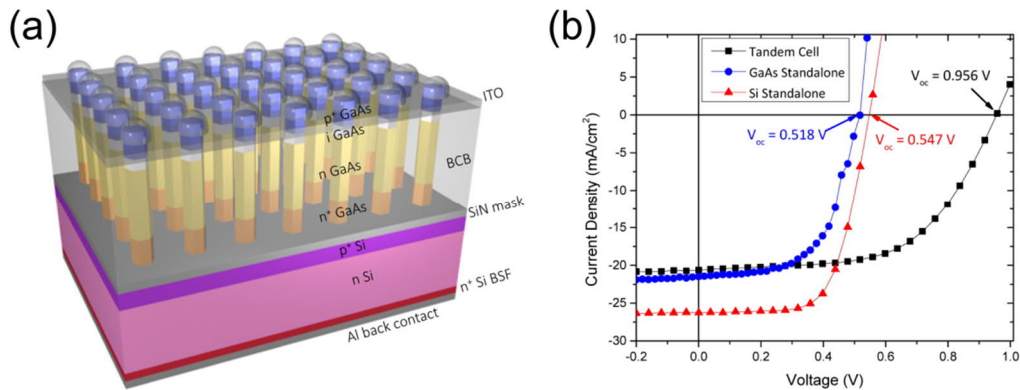 (a)
ITO
p⁺ GaAs
i GaAs
BCB
n GaAs
n⁺ GaAs
SiN mask
p⁺ Si
n Si
n⁺ Si BSF
Al back contact
(b)
10
5
0
-5
-10
-15
-20
-25
-30
Current Density (mA/cm²)
Tandem Cell
GaAs Standalone
Si Standalone
V_oc = 0.956 V
V_oc = 0.518 V
V_oc = 0.547 V
-0.2 0.0 0.2 0.4 0.6 0.8 1.0
Voltage (V)